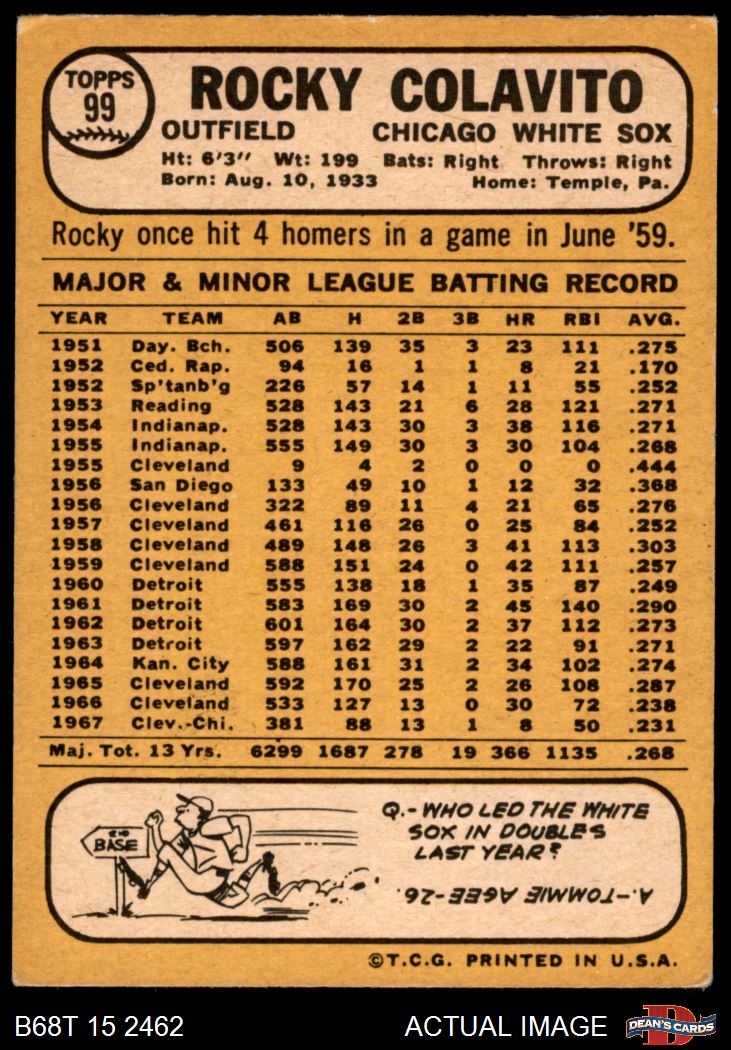 TOPPS
99
ROCKY COLAVITO
OUTFIELD CHICAGO WHITE SOX
Ht: 6'3" Wt: 199 Bats: Right Throws: Right
Born: Aug. 10, 1933 Home: Temple, Pa.
Rocky once hit 4 homers in a game in June '59.
MAJOR & MINOR LEAGUE BATTING RECORD
YEAR TEAM AB H 2B 3B HR RBI AVG.
1951 Day. Bch. 506 139 35 3 23 111 .275
1952 Ced. Rap. 94 16 1 1 8 21 .170
1952 Sp'tanb'g 226 57 14 1 11 55 .252
1953 Reading 528 143 21 6 28 121 .271
1954 Indianap. 528 143 30 3 38 116 .271
1955 Indianap. 555 149 30 3 30 104 .268
1955 Cleveland 9 4 2 0 0 0 .444
1956 San Diego 133 49 10 1 12 32 .368
1956 Cleveland 322 89 11 4 21 65 .276
1957 Cleveland 461 116 26 0 25 84 .252
1958 Cleveland 489 148 26 3 41 113 .303
1959 Cleveland 588 151 24 0 42 111 .257
1960 Detroit 555 138 18 1 35 87 .249
1961 Detroit 583 169 30 2 45 140 .290
1962 Detroit 601 164 30 2 37 112 .273
1963 Detroit 597 162 29 2 22 91 .271
1964 Kan. City 588 161 31 2 34 102 .274
1965 Cleveland 592 170 25 2 26 108 .287
1966 Cleveland 533 127 13 0 30 72 .238
1967 Clev.-Chi. 381 88 13 1 8 50 .231
Maj. Tot. 13 Yrs. 6299 1687 278 19 366 1135 .268
BASE
Q.-WHO LED THE WHITE
SOX IN DOUBLES
LAST YEAR?
A.-TOMMIE AGEE-26.
©T.C.G. PRINTED IN U.S.A.
B68T 15 2462 ACTUAL IMAGE
D
DEAN'S CARDS